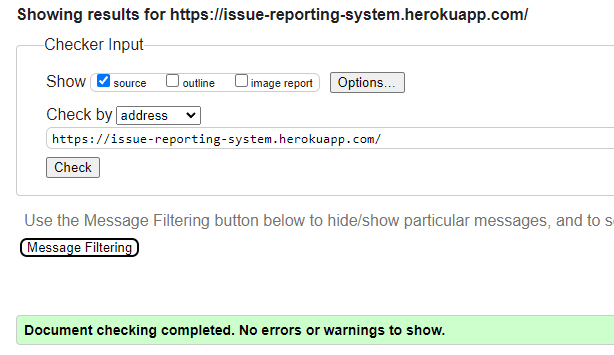 Showing results for https://issue-reporting-system.herokuapp.com/
Checker Input
Show source outline image report Options...
Check by address
https://issue-reporting-system.herokuapp.com/
Check
Use the Message Filtering button below to hide/show particular messages, and to s
Message Filtering
Document checking completed. No errors or warnings to show.